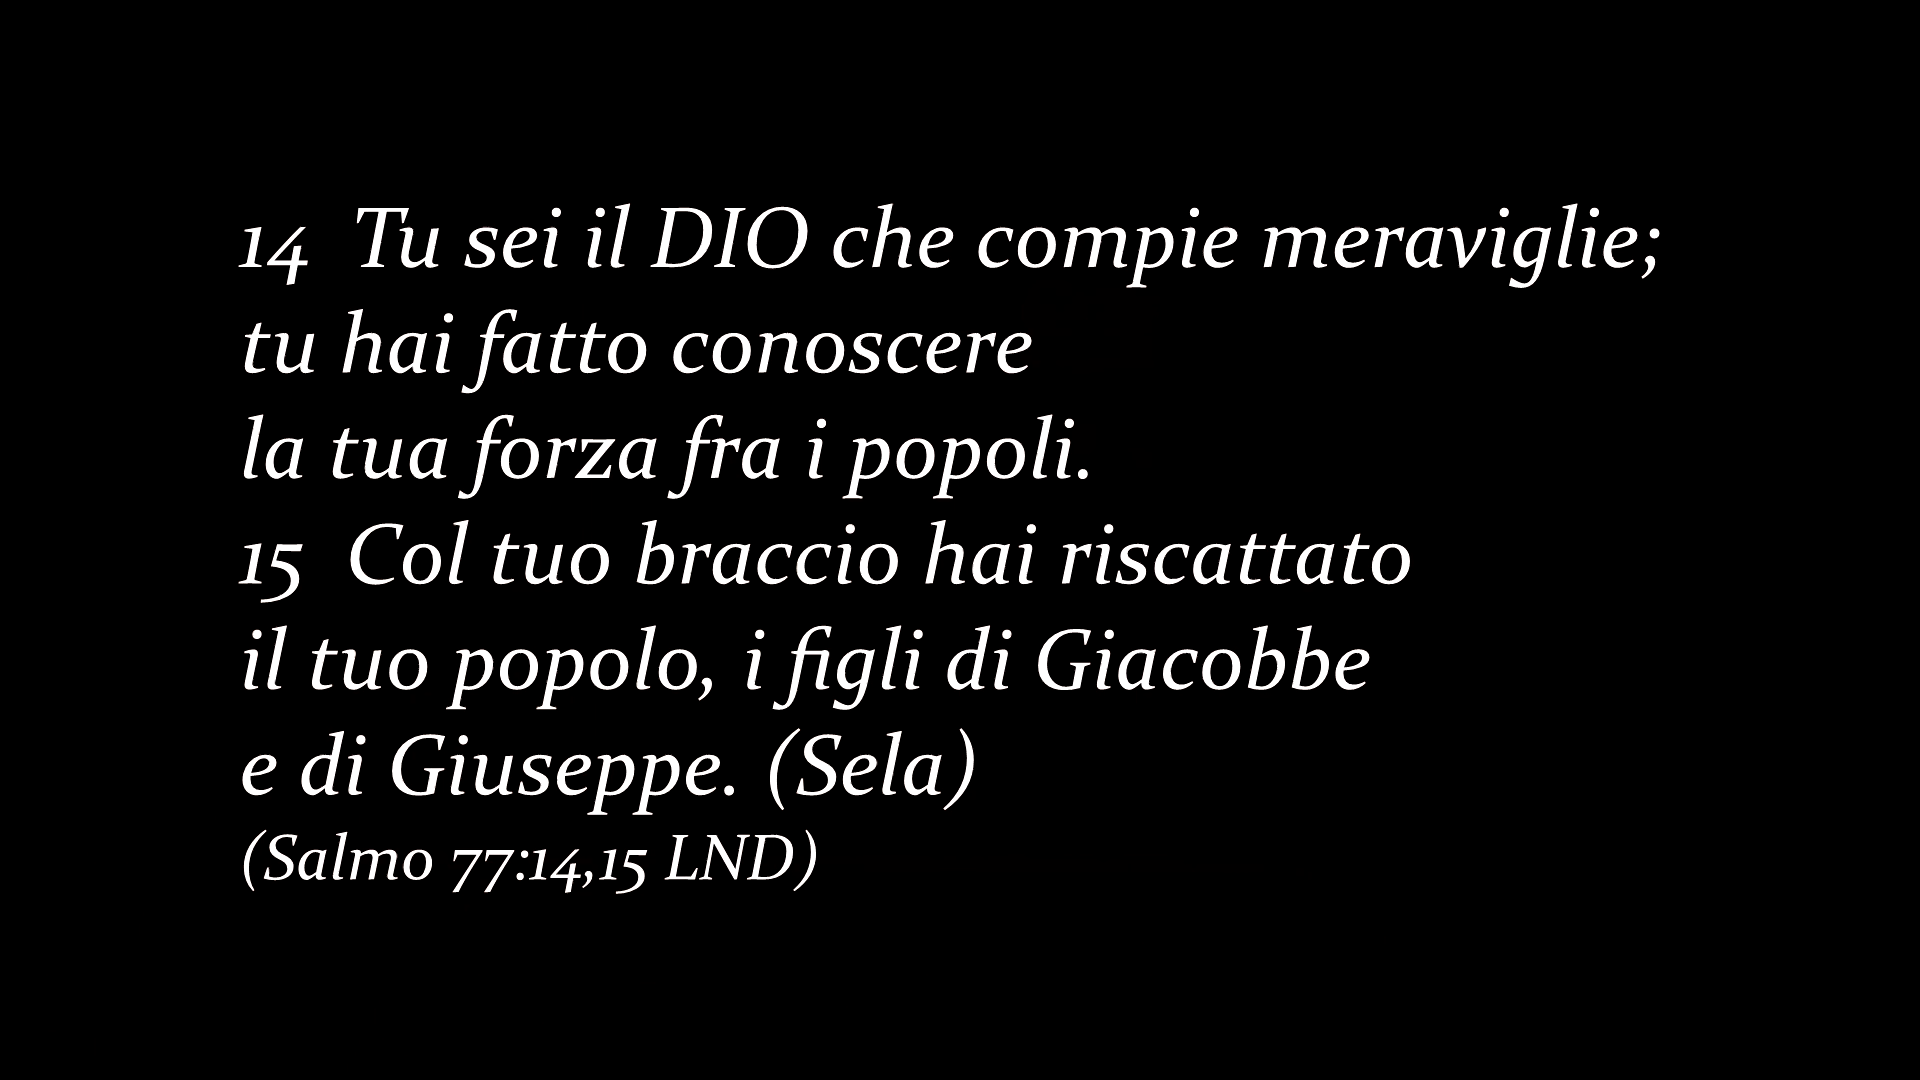 14  Tu sei il DIO che compie meraviglie;
tu hai fatto conoscere
la tua forza fra i popoli.
15  Col tuo braccio hai riscattato
il tuo popolo, i figli di Giacobbe
e di Giuseppe. (Sela)
(Salmo 77:14,15 LND)